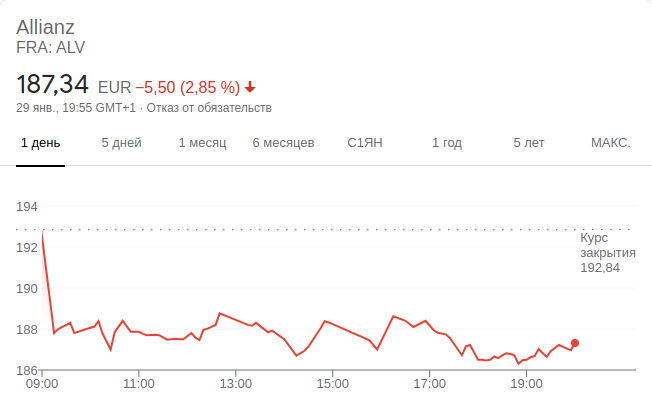 Allianz
FRA: ALV
187,34 EUR −5,50 (2,85 %)
29 янв., 19:55 GMT+1 · Отказ от обязательств
1 день 5 дней 1 месяц 6 месяцев С1ЯН 1 год 5 лет МАКС.
194
192
190
188
186
Курс
закрытия
192,84
09:00 11:00 13:00 15:00 17:00 19:00